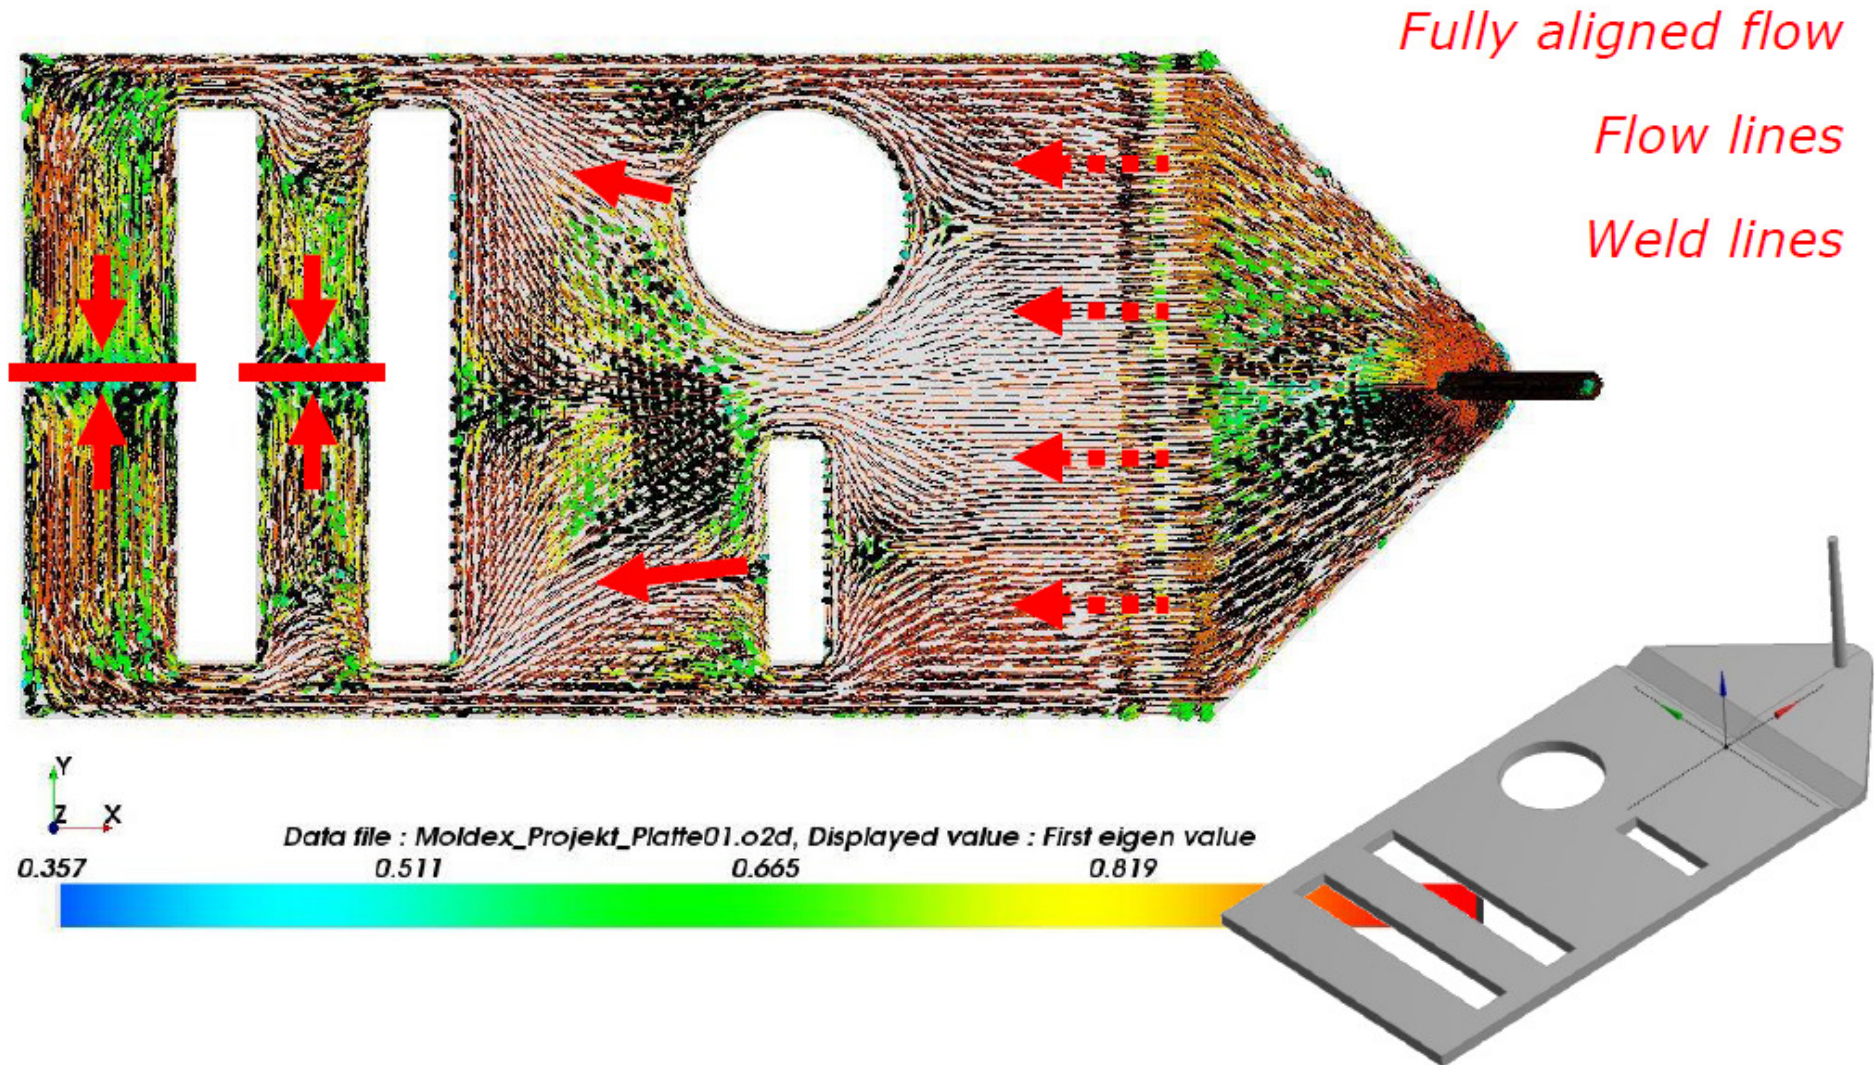 Fully aligned flow
Flow lines
Weld lines
Y
Z X
Data file : Moldex_Projekt_Platte01.o2d, Displayed value : First eigen value
0.357 0.511 0.665 0.819